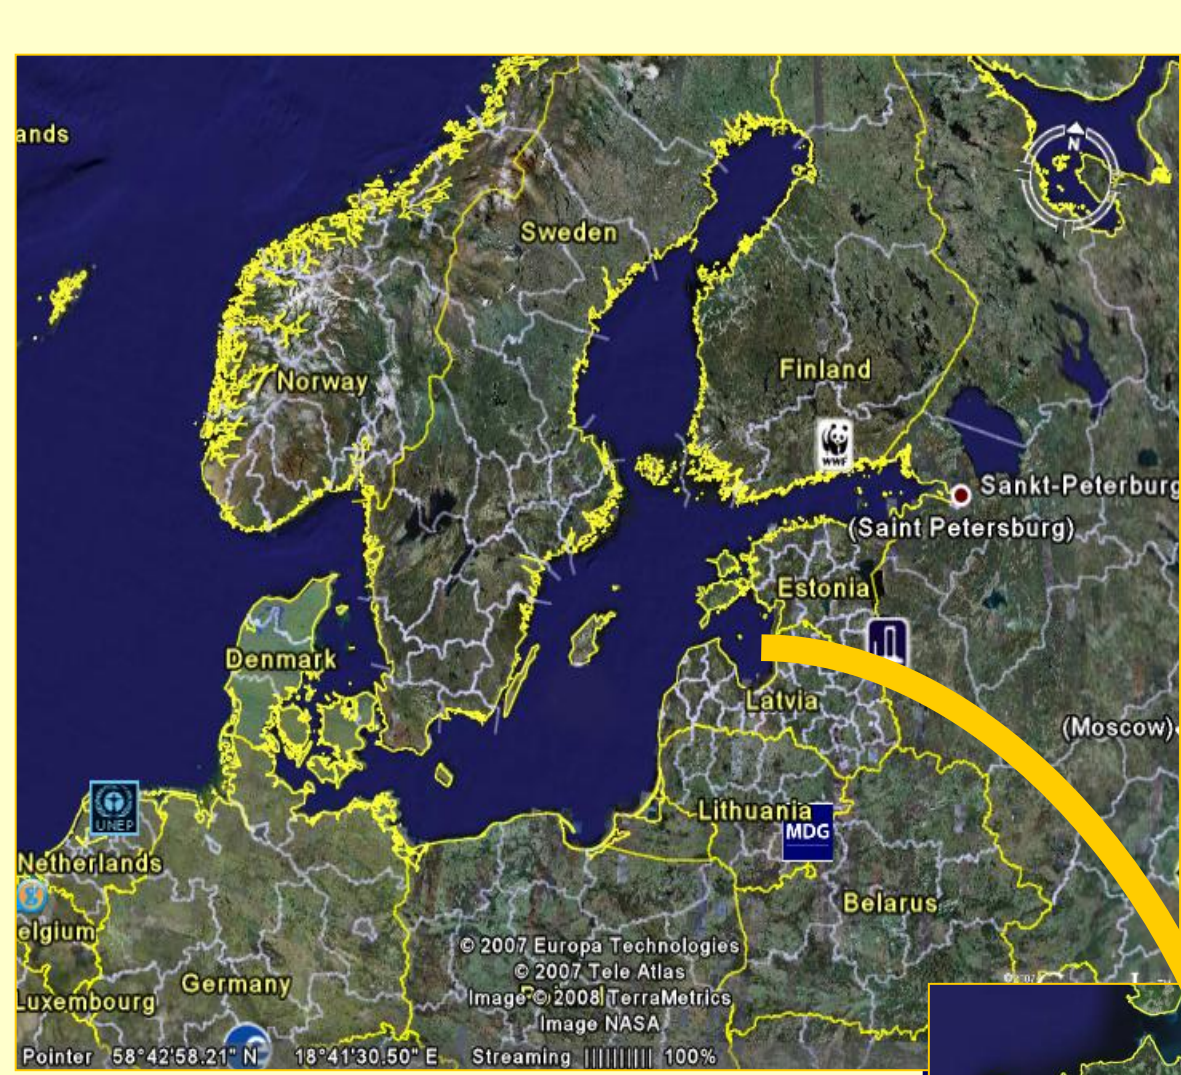 ands
N
Sweden
Norway
Finland
WWF
Sankt-Peterburg
(Saint Petersburg)
Estonia
Denmark
Latvia
(Moscow)
UNEP
Lithuania
MDG
Netherlands
Belarus
elgium
© 2007 Europa Technologies
© 2007 Tele Atlas
Germany
Image © 2008 TerraMetrics
Luxembourg
Image NASA
Pointer 58°42'58.21" N 18°41'30.50" E Streaming |||||||||| 100%